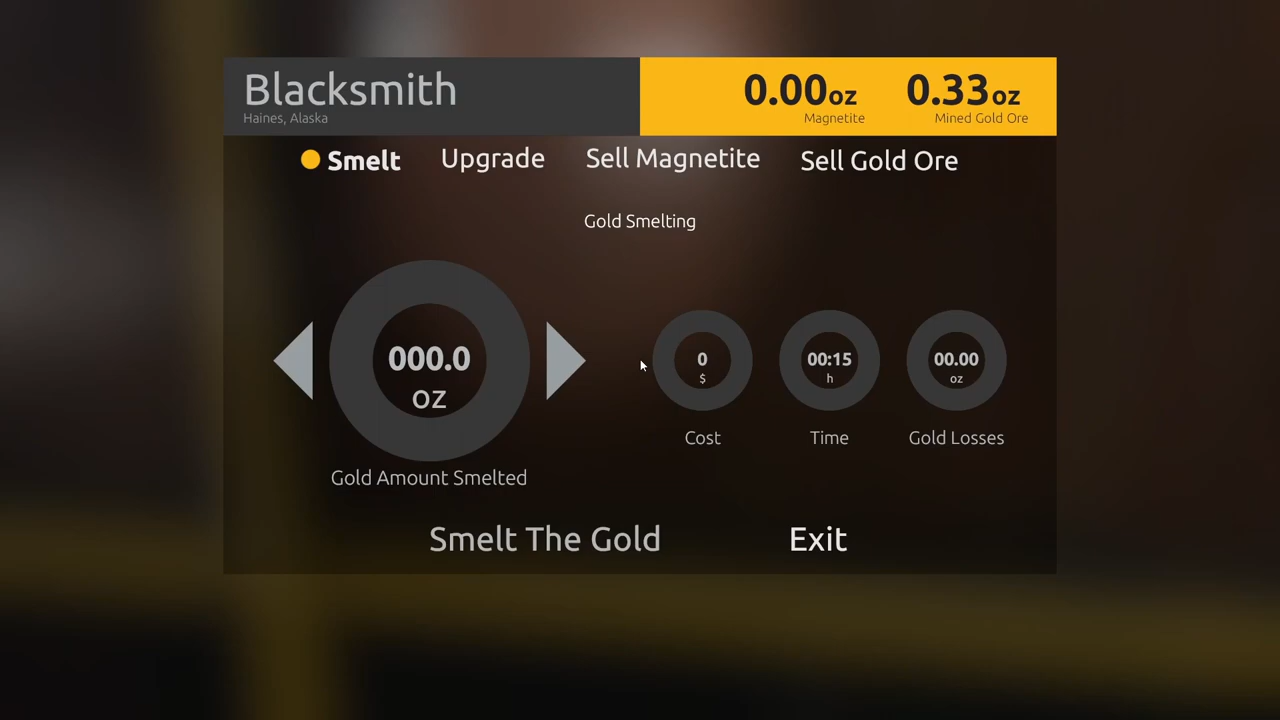 Blacksmith
Haines, Alaska
0.00oz
Magnetite
0.33oz
Mined Gold Ore
Smelt
Upgrade
Sell Magnetite
Sell Gold Ore
Gold Smelting
000.0
oz
Gold Amount Smelted
0
$
Cost
00:15
h
Time
00.00
oz
Gold Losses
Smelt The Gold
Exit